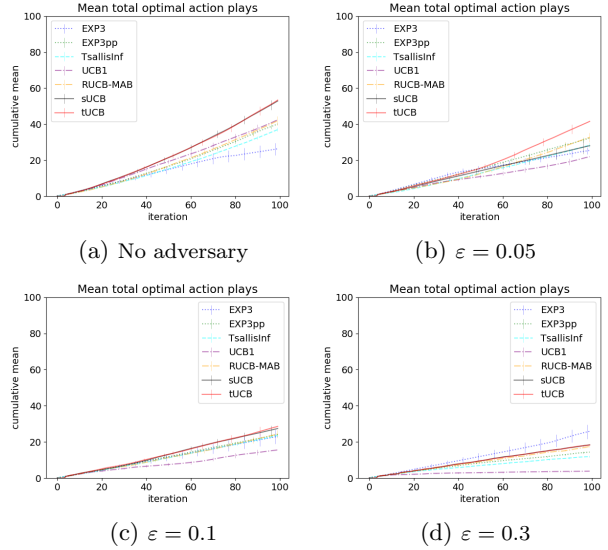 Mean total optimal action plays
100
80
60
40
20
0
cumulative mean
EXP3
EXP3pp
TsallisInf
UCB1
RUCB-MAB
sUCB
tUCB
0 20 40 60 80 100
iteration
(a) No adversary
Mean total optimal action plays
100
80
60
40
20
0
cumulative mean
EXP3
EXP3pp
TsallisInf
UCB1
RUCB-MAB
sUCB
tUCB
0 20 40 60 80 100
iteration
(b) ε = 0.05
Mean total optimal action plays
100
80
60
40
20
0
cumulative mean
EXP3
EXP3pp
TsallisInf
UCB1
RUCB-MAB
sUCB
tUCB
0 20 40 60 80 100
iteration
(c) ε = 0.1
Mean total optimal action plays
100
80
60
40
20
0
cumulative mean
EXP3
EXP3pp
TsallisInf
UCB1
RUCB-MAB
sUCB
tUCB
0 20 40 60 80 100
iteration
(d) ε = 0.3